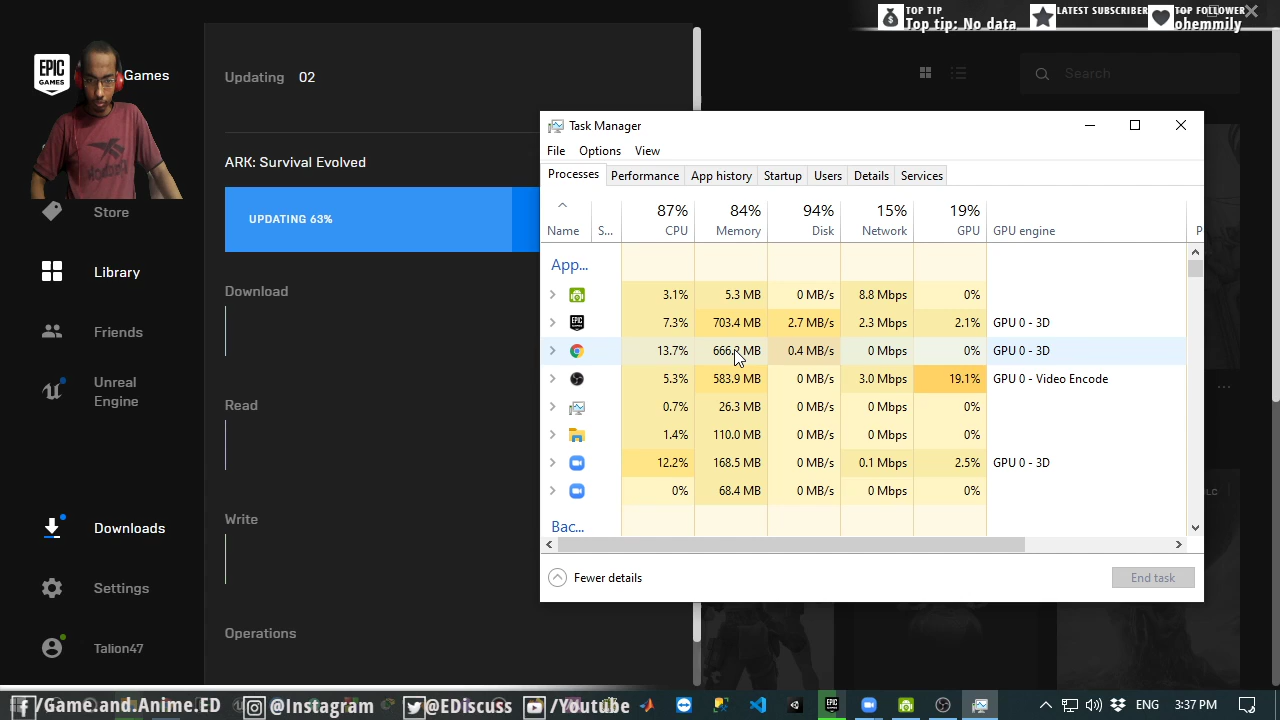 TOP TIP
Top tip: No data
LATEST SUBSCRIBER
TOP FOLLOWER
ohemmily
EPIC
GAMES
Games
Store
Library
Friends
Unreal
Engine
Downloads
Settings
Talion47
Updating 02
ARK: Survival Evolved
UPDATING 63%
Download
Read
Write
Operations
Search
Task Manager
File Options View
Processes Performance App history Startup Users Details Services
87% 84% 94% 15% 19%
Name S... CPU Memory Disk Network GPU GPU engine P
App...
3.1% 5.3 MB 0 MB/s 8.8 Mbps 0%
7.3% 703.4 MB 2.7 MB/s 2.3 Mbps 2.1% GPU 0 - 3D
13.7% MB 0.4 MB/s 0 Mbps 0% GPU 0 - 3D
5.3% 583.9 MB 0 MB/s 3.0 Mbps 19.1% GPU 0 - Video Encode
0.7% 26.3 MB 0 MB/s 0 Mbps 0%
1.4% 110.0 MB 0 MB/s 0 Mbps 0%
12.2% 168.5 MB 0 MB/s 0.1 Mbps 2.5% GPU 0 - 3D
0% 68.4 MB 0 MB/s 0 Mbps 0%
Bac...
Fewer details
End task
/Game.and.Anime.ED
@Instagram
@EDiscuss
/Youtube
ENG
3:37 PM